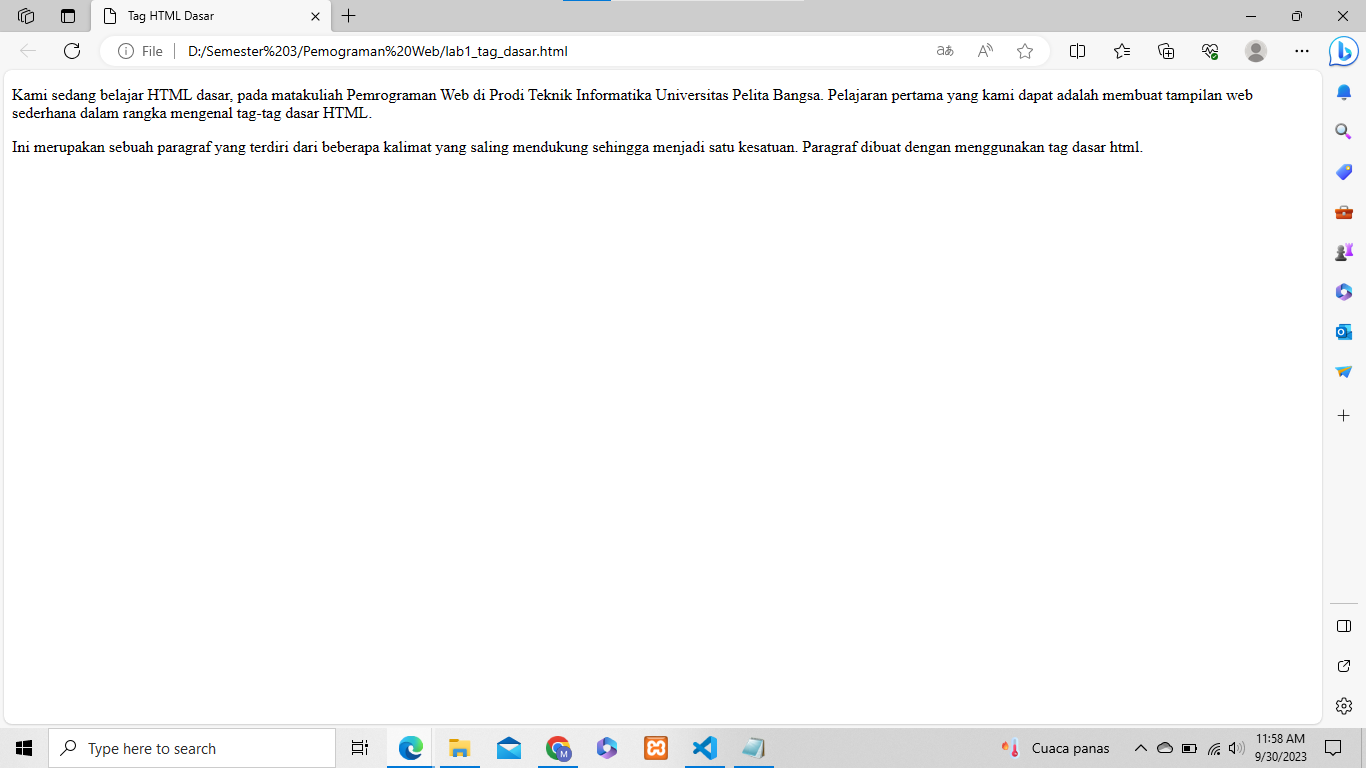 Tag HTML Dasar
File
D:/Semester%203/Pemograman%20Web/lab1_tag_dasar.html
Kami sedang belajar HTML dasar, pada matakuliah Pemrograman Web di Prodi Teknik Informatika Universitas Pelita Bangsa. Pelajaran pertama yang kami dapat adalah membuat tampilan web
sederhana dalam rangka mengenal tag-tag dasar HTML.
Ini merupakan sebuah paragraf yang terdiri dari beberapa kalimat yang saling mendukung sehingga menjadi satu kesatuan. Paragraf dibuat dengan menggunakan tag dasar html.
Type here to search
M
Cuaca panas
11:58 AM
9/30/2023